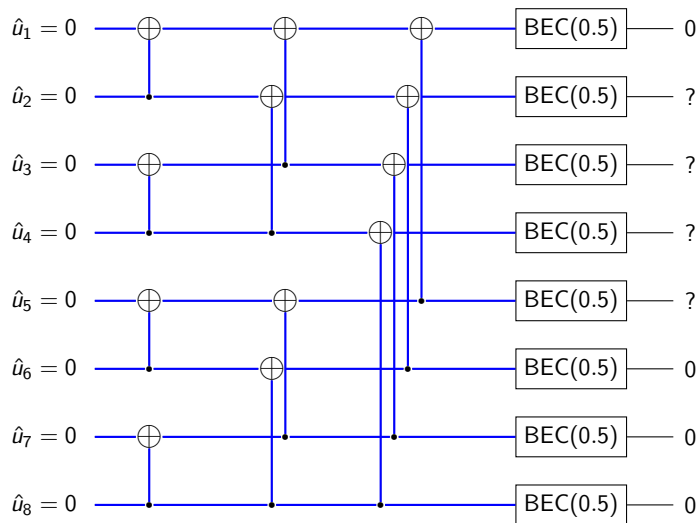 û₁ = 0 BEC(0.5) 0
û₂ = 0 BEC(0.5) ?
û₃ = 0 BEC(0.5) ?
û₄ = 0 BEC(0.5) ?
û₅ = 0 BEC(0.5) ?
û₆ = 0 BEC(0.5) 0
û₇ = 0 BEC(0.5) 0
û₈ = 0 BEC(0.5) 0